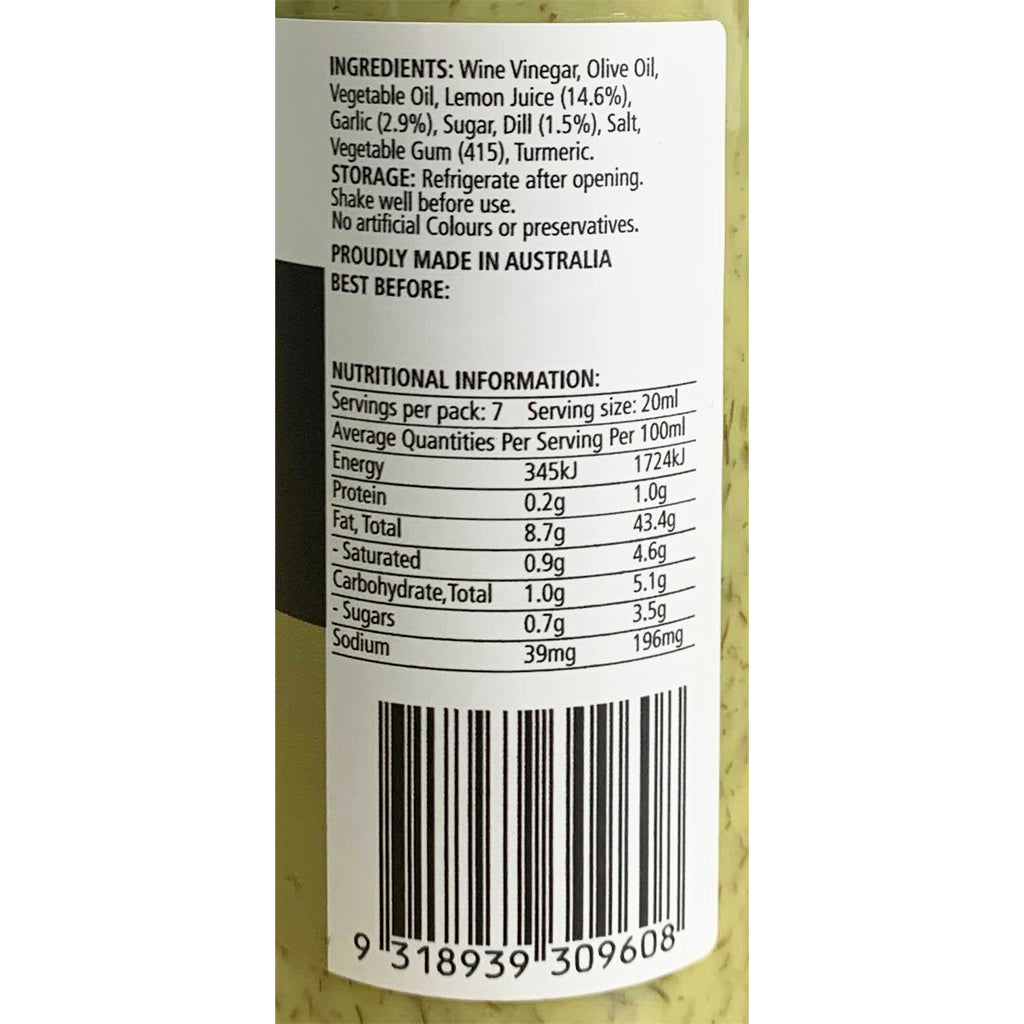 INGREDIENTS: Wine Vinegar, Olive Oil,
Vegetable Oil, Lemon Juice (14.6%),
Garlic (2.9%), Sugar, Dill (1.5%), Salt,
Vegetable Gum (415), Turmeric.
STORAGE: Refrigerate after opening.
Shake well before use.
No artificial Colours or preservatives.
PROUDLY MADE IN AUSTRALIA
BEST BEFORE:
NUTRITIONAL INFORMATION:
Servings per pack: 7 Serving size: 20ml
Average Quantities Per Serving Per 100ml
Energy 345kJ 1724kJ
Protein 0.2g 1.0g
Fat, Total 8.7g 43.4g
- Saturated 0.9g 4.6g
Carbohydrate, Total 1.0g 5.1g
- Sugars 0.7g 3.5g
Sodium 39mg 196mg
9 318939 309608